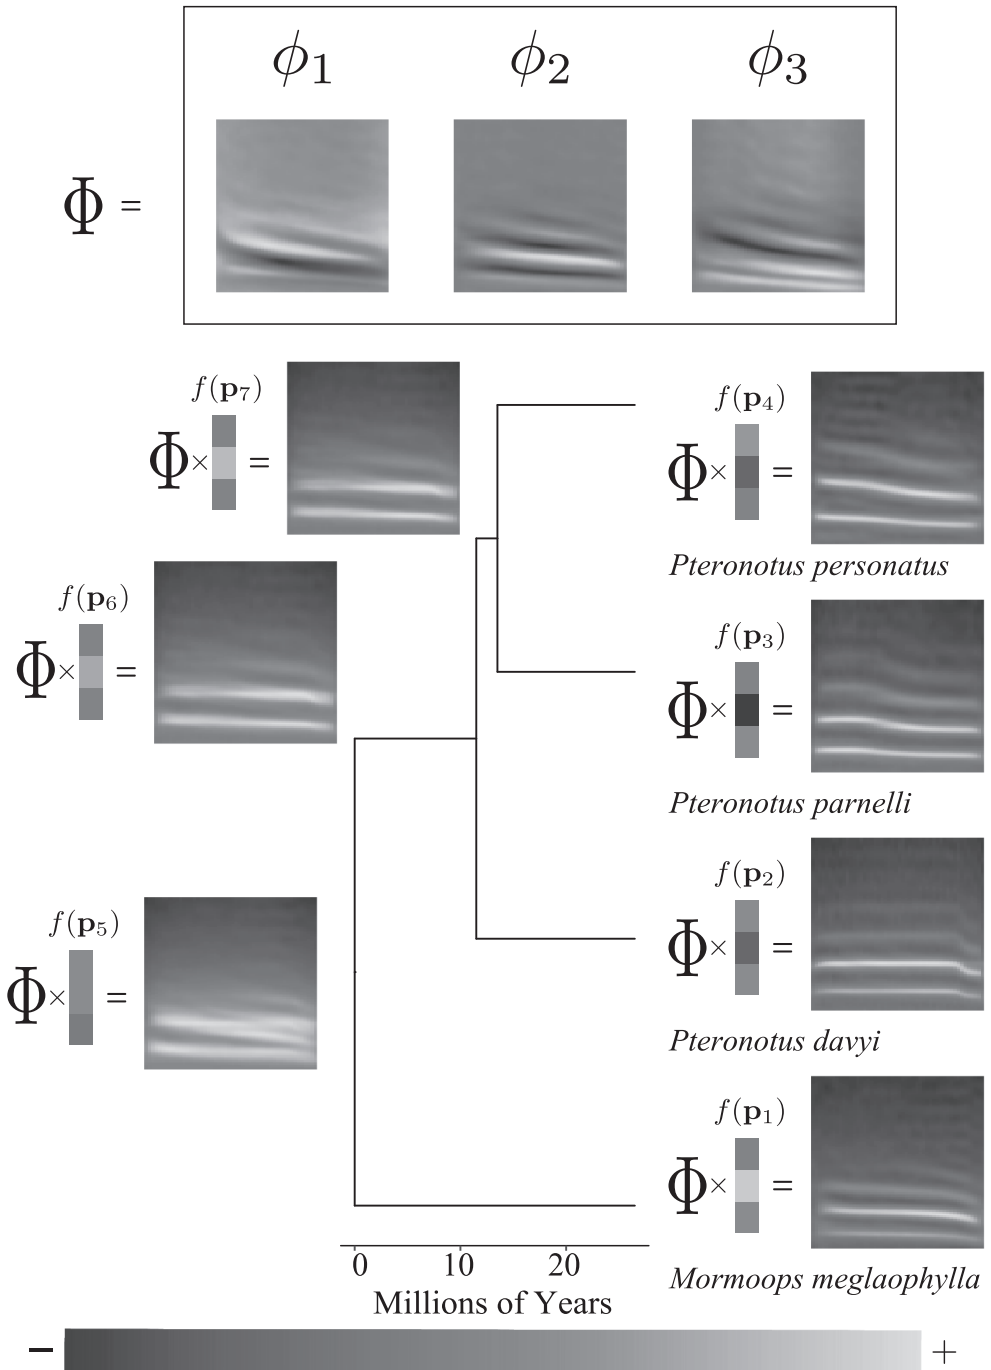 ϕ1 ϕ2 ϕ3
Φ =
f(p7)
Φ× =
f(p4)
Φ× =
Pteronotus personatus
f(p6)
Φ× =
f(p3)
Φ× =
Pteronotus parnelli
f(p5)
Φ× =
f(p2)
Φ× =
Pteronotus davyi
f(p1)
Φ× =
Mormoops meglaophylla
0 10 20
Millions of Years
− +